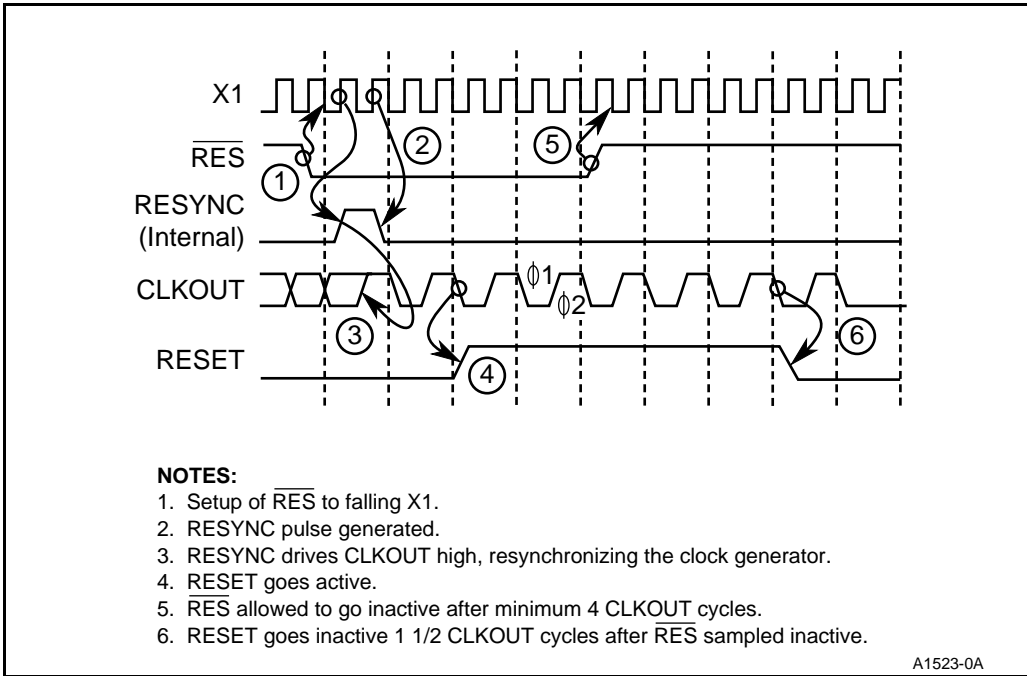 X1
RES
1
2
5
RESYNC
(Internal)
ϕ1
CLKOUT
ϕ2
3
6
RESET
4
NOTES:
1. Setup of RES to falling X1.
2. RESYNC pulse generated.
3. RESYNC drives CLKOUT high, resynchronizing the clock generator.
4. RESET goes active.
5. RES allowed to go inactive after minimum 4 CLKOUT cycles.
6. RESET goes inactive 1 1/2 CLKOUT cycles after RES sampled inactive.
A1523-0A